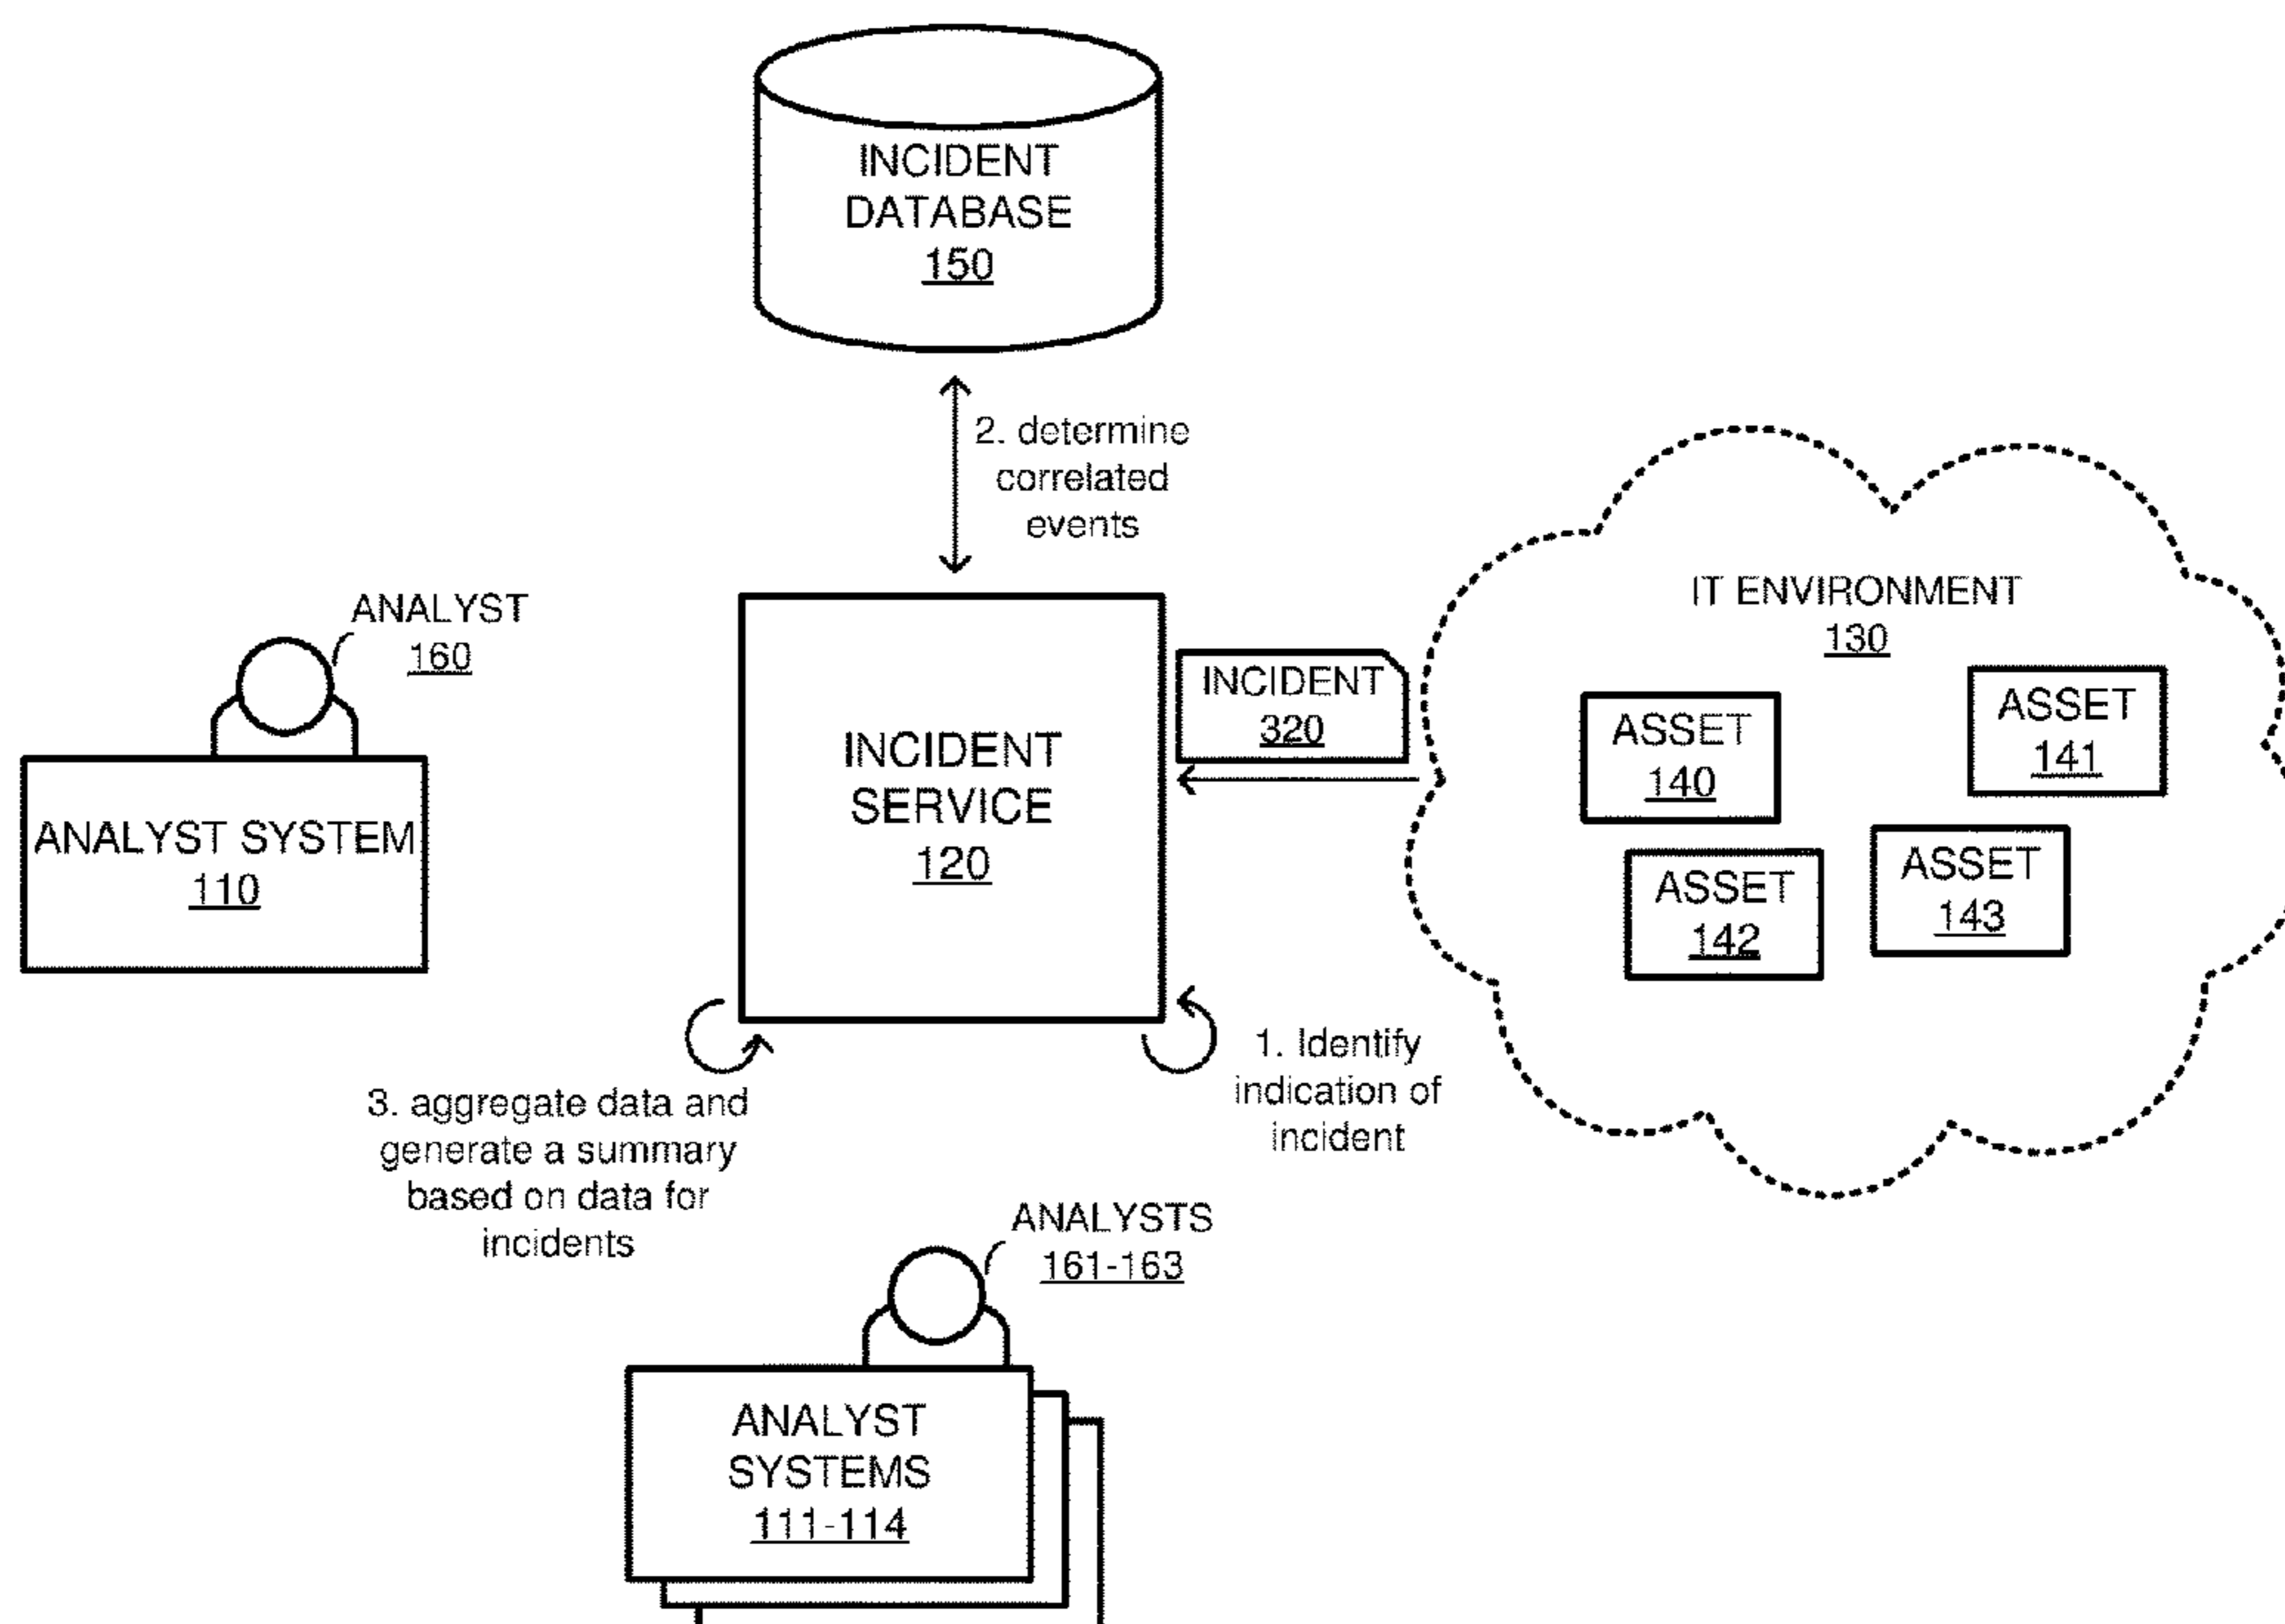 INCIDENT
DATABASE
150
2. determine
correlated
events
IT ENVIRONMENT
130
ANALYST
160
INCIDENT
320
ASSET
140
ASSET
141
ANALYST SYSTEM
110
INCIDENT
SERVICE
120
ASSET
142
ASSET
143
1. Identify
indication of
incident
3. aggregate data and
generate a summary
based on data for
incidents
ANALYSTS
161-163
ANALYST
SYSTEMS
111-114